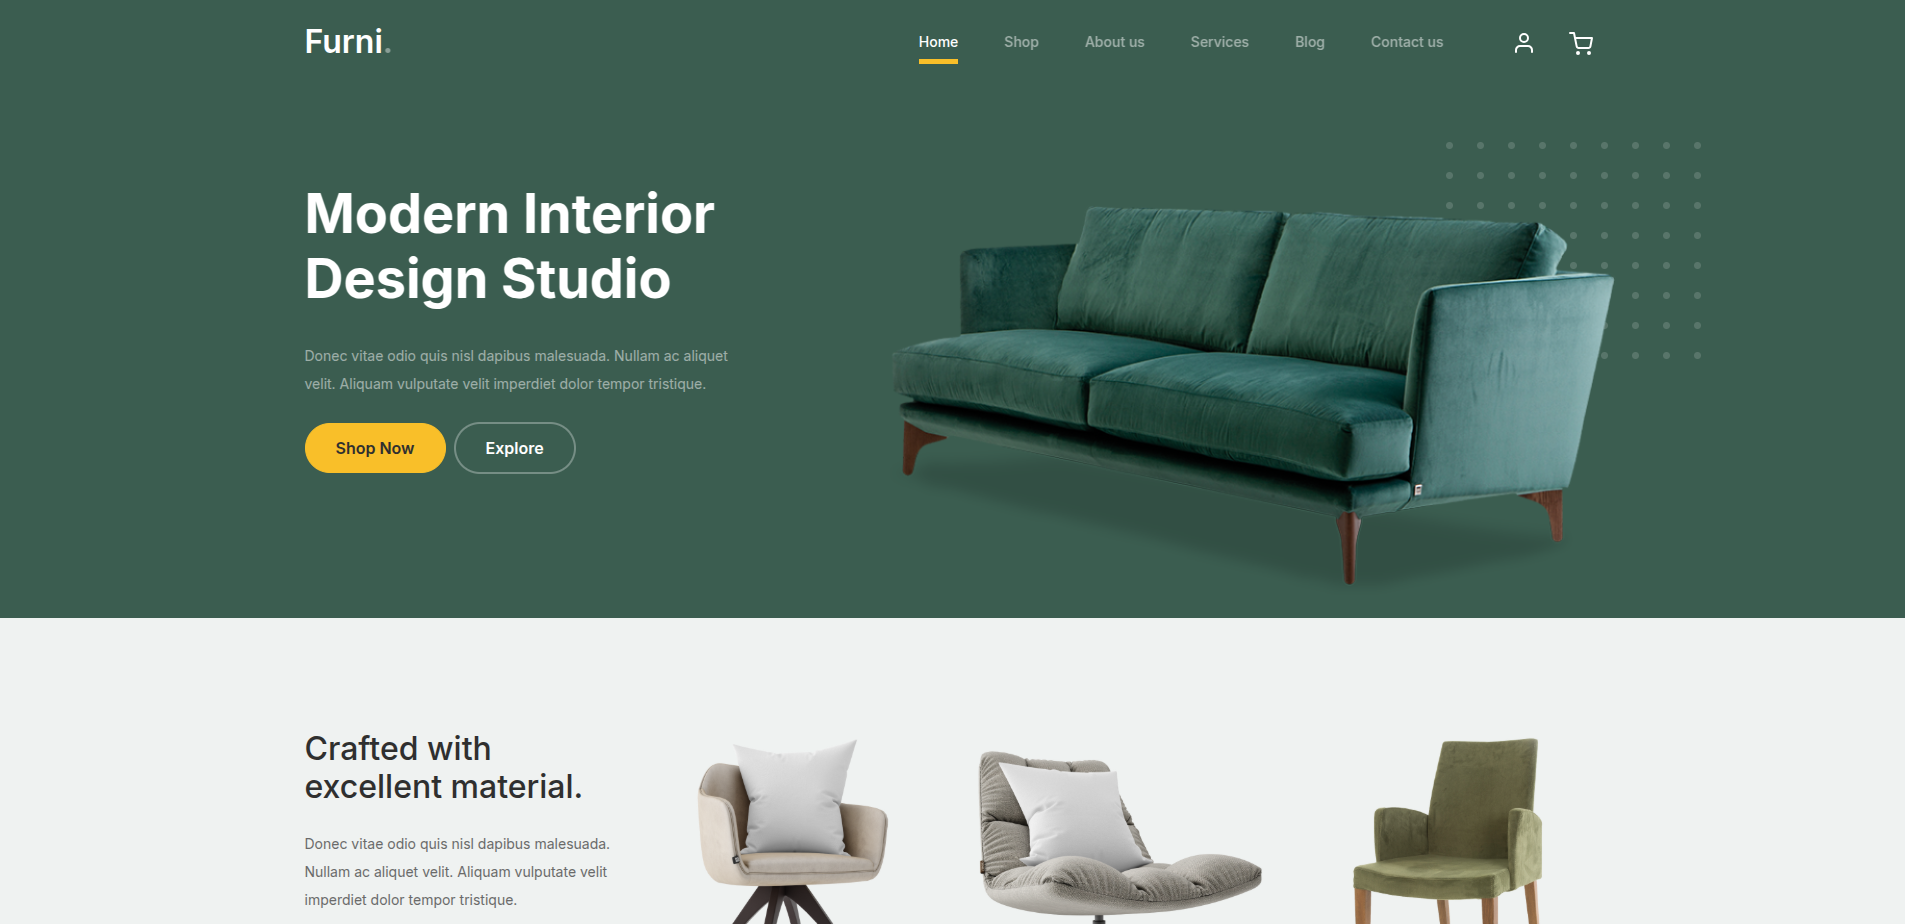 Furni.
Home Shop About us Services Blog Contact us
Modern Interior
Design Studio
Donec vitae odio quis nisl dapibus malesuada. Nullam ac aliquet
velit. Aliquam vulputate velit imperdiet dolor tempor tristique.
Shop Now Explore
Crafted with
excellent material.
Donec vitae odio quis nisl dapibus malesuada.
Nullam ac aliquet velit. Aliquam vulputate velit
imperdiet dolor tempor tristique.